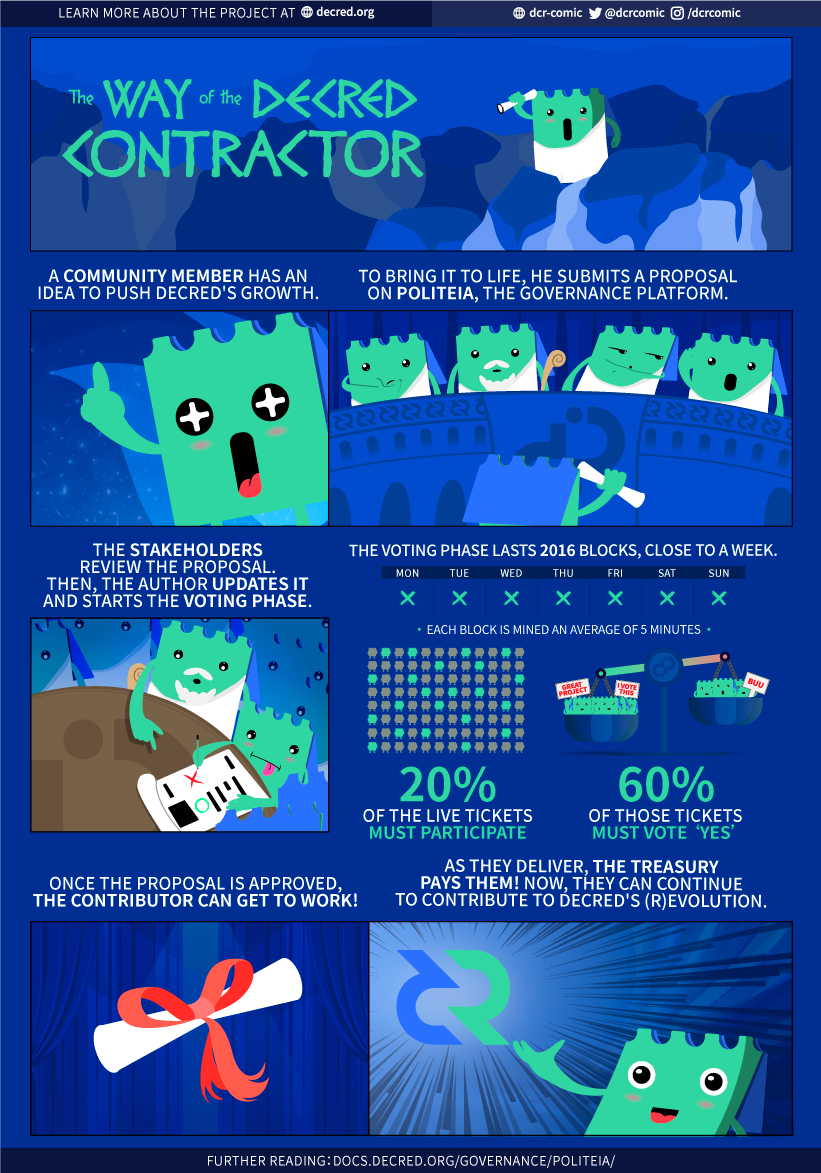 LEARN MORE ABOUT THE PROJECT AT decred.org
dcr-comic @dcrcomic /dcrcomic
The WAY of the DECRED
CONTRACTOR
A COMMUNITY MEMBER HAS AN
IDEA TO PUSH DECRED'S GROWTH.
TO BRING IT TO LIFE, HE SUBMITS A PROPOSAL
ON POLITEIA, THE GOVERNANCE PLATFORM.
THE STAKEHOLDERS
REVIEW THE PROPOSAL.
THEN, THE AUTHOR UPDATES IT
AND STARTS THE VOTING PHASE.
THE VOTING PHASE LASTS 2016 BLOCKS, CLOSE TO A WEEK.
MON TUE WED THU FRI SAT SUN
• EACH BLOCK IS MINED AN AVERAGE OF 5 MINUTES •
GREAT
PROJECT
I VOTE
THIS
BUU
20%
OF THE LIVE TICKETS
MUST PARTICIPATE
60%
OF THOSE TICKETS
MUST VOTE ‘YES’
ONCE THE PROPOSAL IS APPROVED,
THE CONTRIBUTOR CAN GET TO WORK!
AS THEY DELIVER, THE TREASURY
PAYS THEM! NOW, THEY CAN CONTINUE
TO CONTRIBUTE TO DECRED'S (R)EVOLUTION.
FURTHER READING: DOCS.DECRED.ORG/GOVERNANCE/POLITEIA/